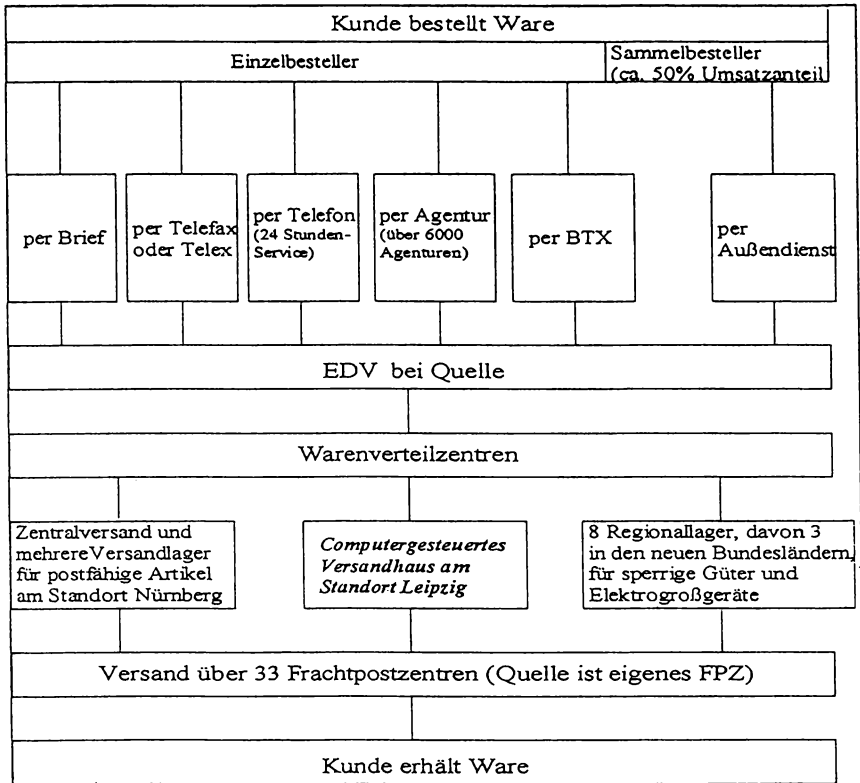 Kunde bestellt Ware
Einzelbesteller
Sammelbesteller
(ca. 50% Umsatzanteil
per Brief
per Telefax
oder Telex
per Telefon
(24 Stunden-
Service)
per Agentur
(über 6000
Agenturen)
per BTX
per
Außendienst
EDV bei Quelle
Warenverteilzentren
Zentralversand und
mehrere Versandlager
für postfähige Artikel
am Standort Nürnberg
Computergesteuertes
Versandhaus am
Standort Leipzig
8 Regionallager, davon 3
in den neuen Bundesländern,
für sperrige Güter und
Elektrogroßgeräte
Versand über 33 Frachtpostzentren (Quelle ist eigenes FPZ)
Kunde erhält Ware